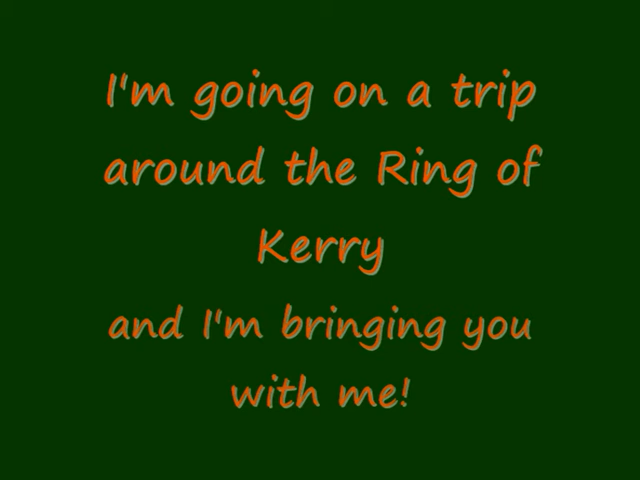 I'm going on a trip
around the Ring of
Kerry
and I'm bringing you
with me!